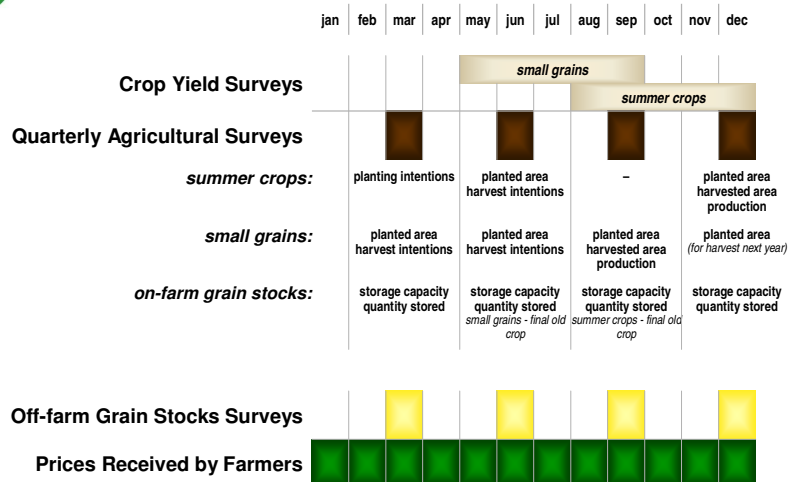 jan feb mar apr may jun jul aug sep oct nov dec
small grains
Crop Yield Surveys
summer crops
Quarterly Agricultural Surveys
summer crops: planting intentions planted area – planted area
harvest intentions harvested area
production
small grains: planted area planted area planted area planted area
harvest intentions harvest intentions harvested area (for harvest next year)
production
on-farm grain stocks: storage capacity storage capacity storage capacity storage capacity
quantity stored quantity stored quantity stored quantity stored
small grains - final old summer crops - final old
crop crop
Off-farm Grain Stocks Surveys
Prices Received by Farmers